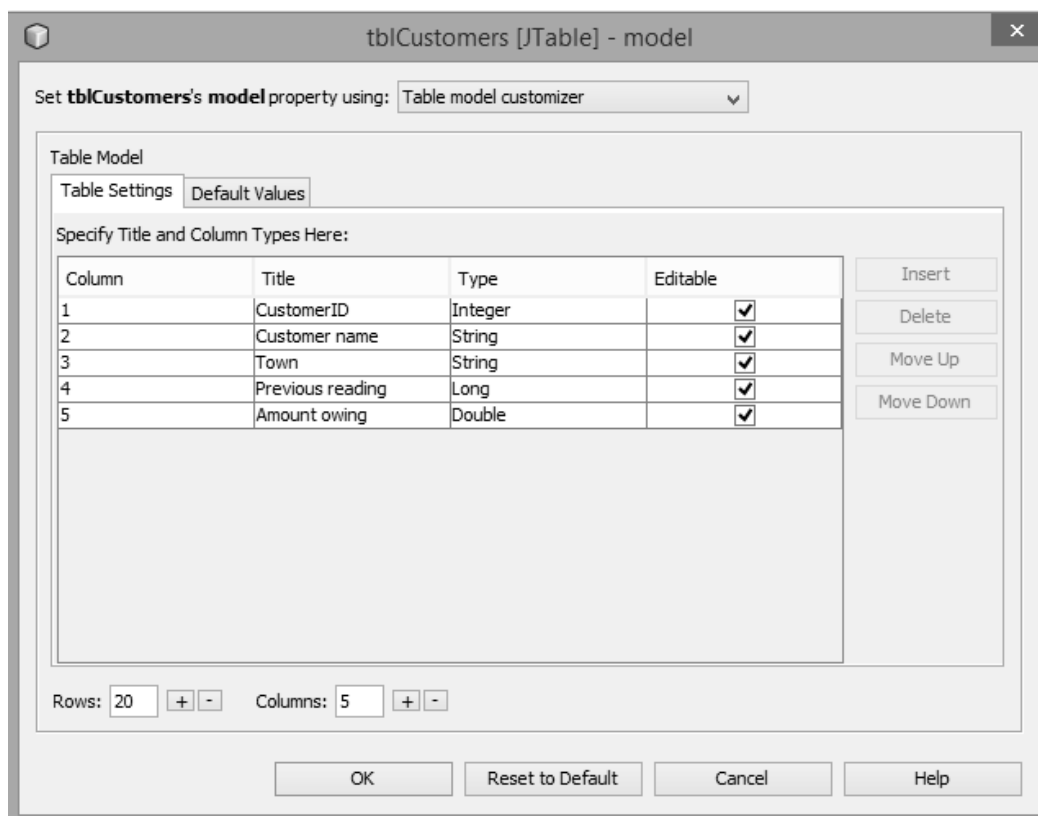 tblCustomers [JTable] - model
Set tblCustomers's model property using: Table model customizer
Table Model
Table Settings Default Values
Specify Title and Column Types Here:
Column Title Type Editable
1 CustomerID Integer
2 Customer name String
3 Town String
4 Previous reading Long
5 Amount owing Double
Insert
Delete
Move Up
Move Down
Rows: 20 + - Columns: 5 + -
OK Reset to Default Cancel Help